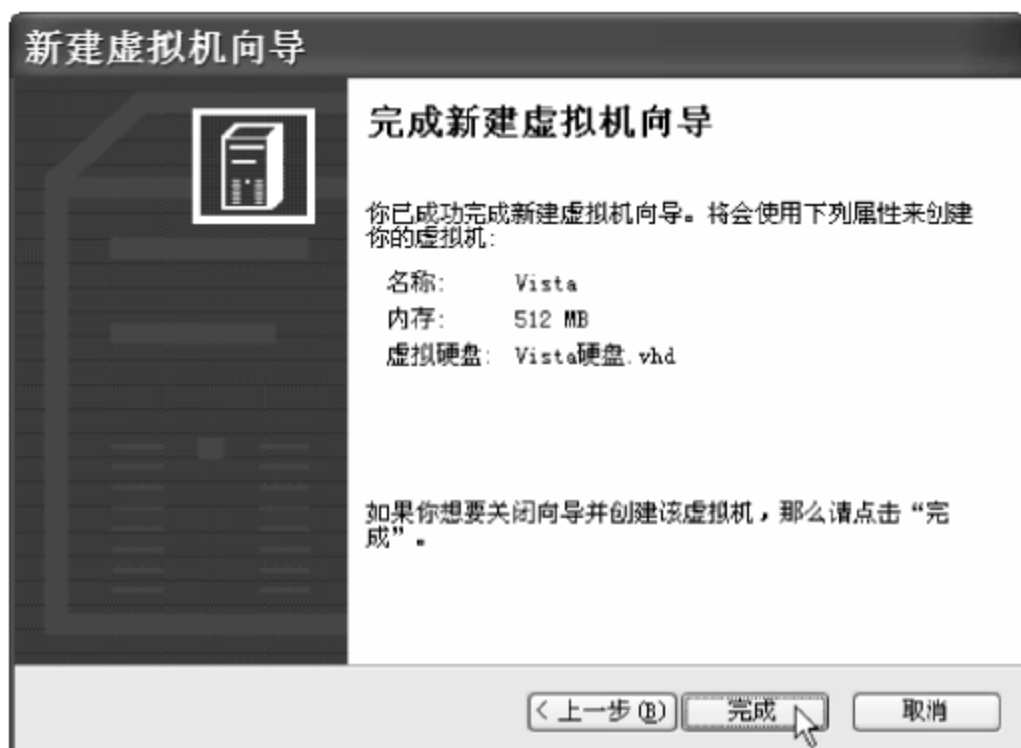 新建虚拟机向导
完成新建虚拟机向导
你已成功完成新建虚拟机向导。将会使用下列属性来创建
你的虚拟机:
名称: Vista
内存: 512 MB
虚拟硬盘: Vista硬盘.vhd
如果你想要关闭向导并创建该虚拟机，那么请点击“完
成”。
< 上一步(B) 完成 取消